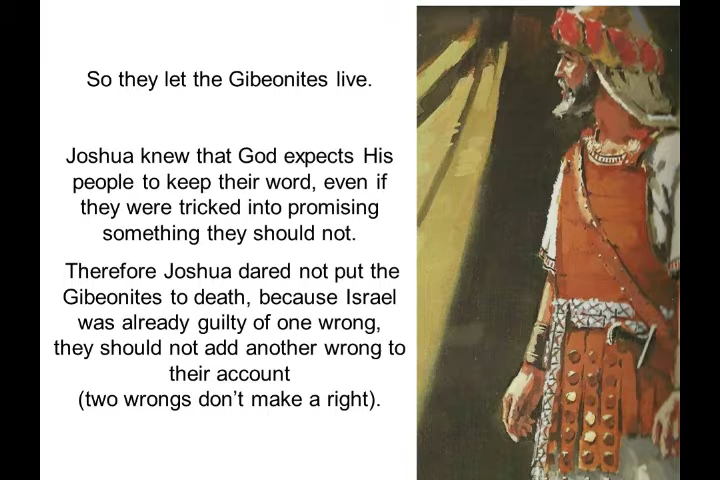 So they let the Gibeonites live.
Joshua knew that God expects His
people to keep their word, even if
they were tricked into promising
something they should not.
Therefore Joshua dared not put the
Gibeonites to death, because Israel
was already guilty of one wrong,
they should not add another wrong to
their account
(two wrongs don't make a right).